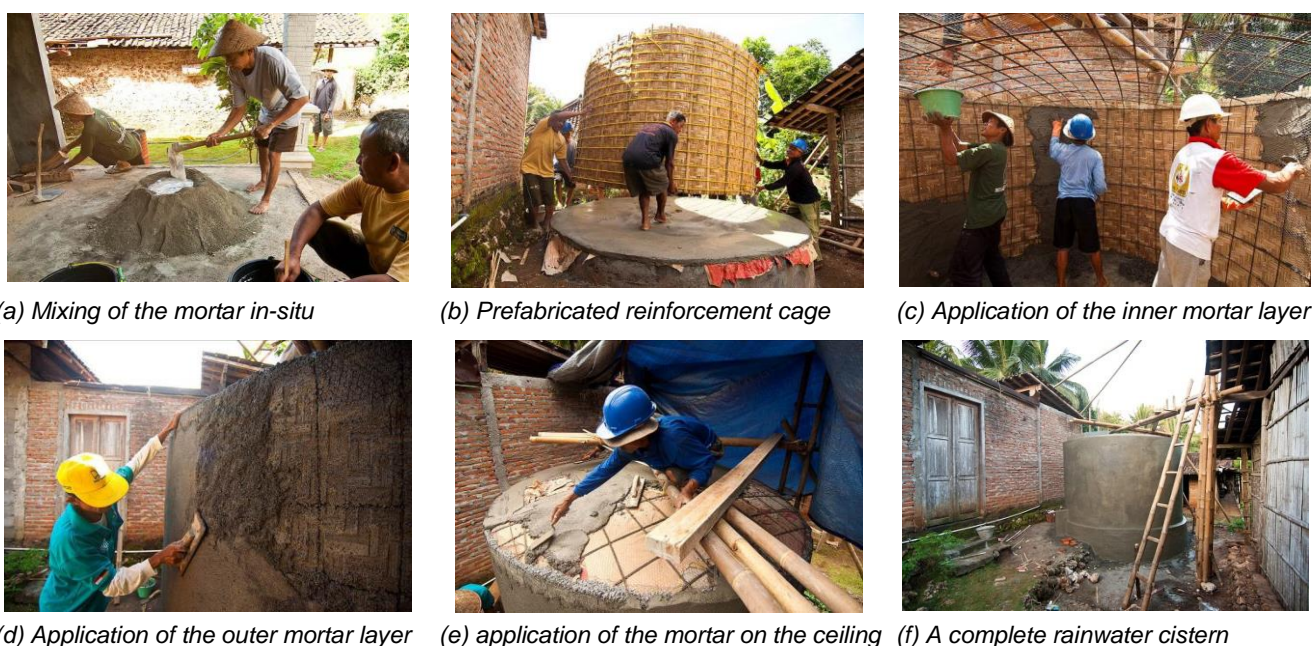 (a) Mixing of the mortar in-situ
(b) Prefabricated reinforcement cage
(c) Application of the inner mortar layer
(d) Application of the outer mortar layer
(e) application of the mortar on the ceiling
(f) A complete rainwater cistern